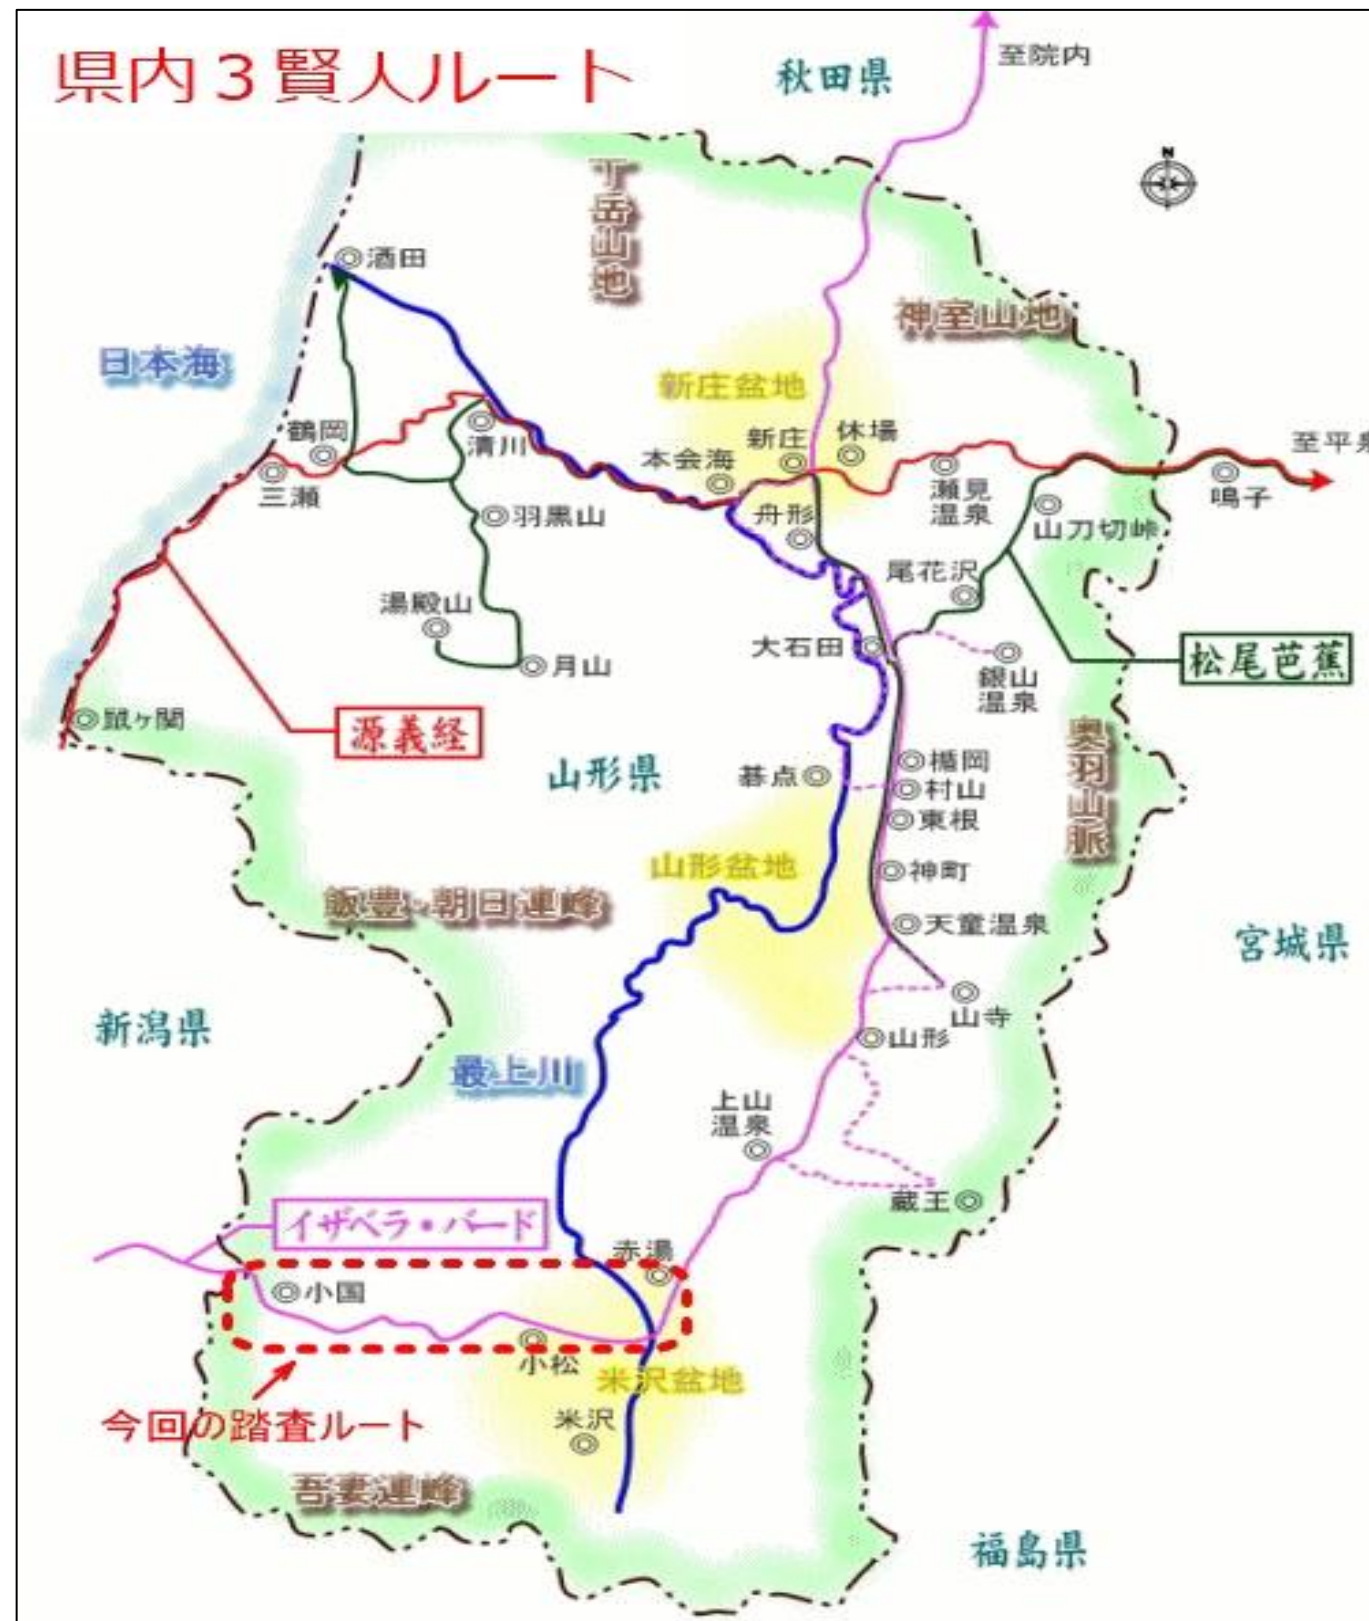 県内３賢人ルート
至院内
秋田県
N
丁岳山地
酒田
神室山地
日本海
新庄盆地
鶴岡
清川
新庄
休場
至平泉
本会海
三瀬
瀬見
温泉
鳴子
羽黒山
舟形
山刀切峠
尾花沢
湯殿山
大石田
月山
銀山
温泉
松尾芭蕉
鼠ヶ関
源義経
山形県
碁点
楯岡
村山
奥羽山脈
東根
山形盆地
神町
飯豊・朝日連峰
天童温泉
宮城県
新潟県
山寺
山形
最上川
上山
温泉
蔵王
イザベラ・バード
赤湯
小国
小松
米沢盆地
今回の踏査ルート
米沢
吾妻連峰
福島県